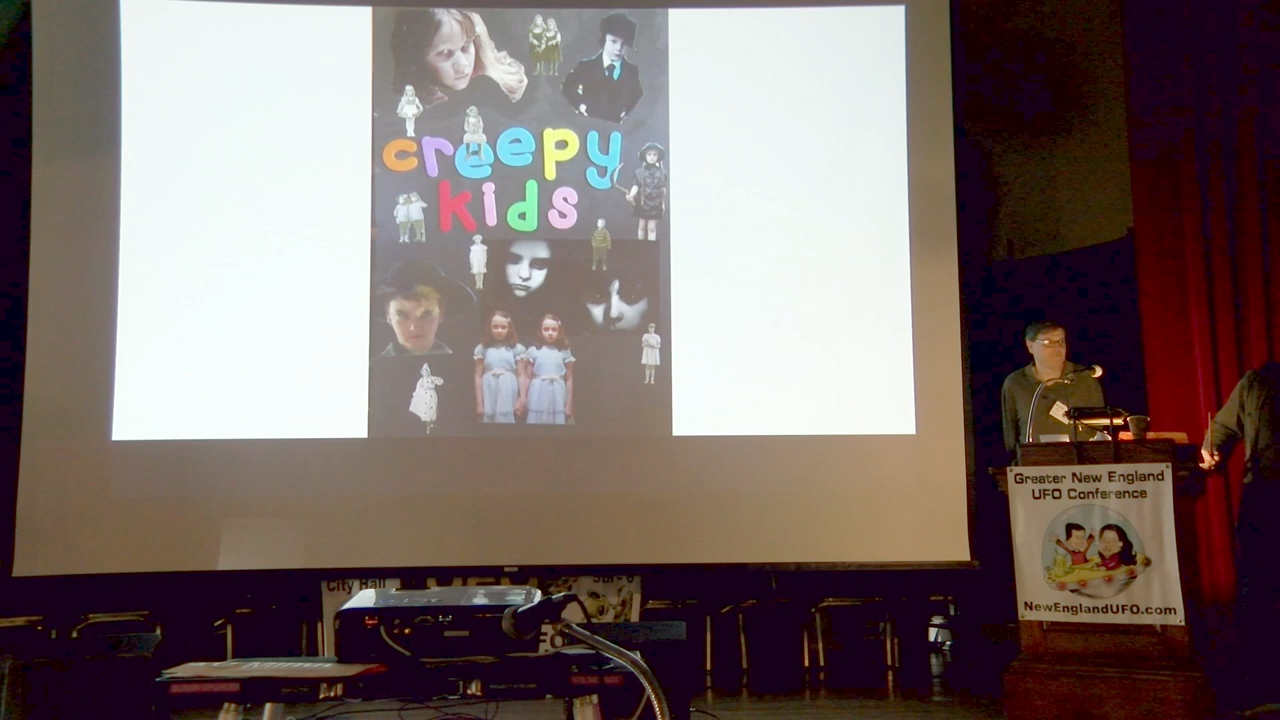 creepy
kids
Greater New England
UFO Conference
NewEnglandUFO.com
City Hall